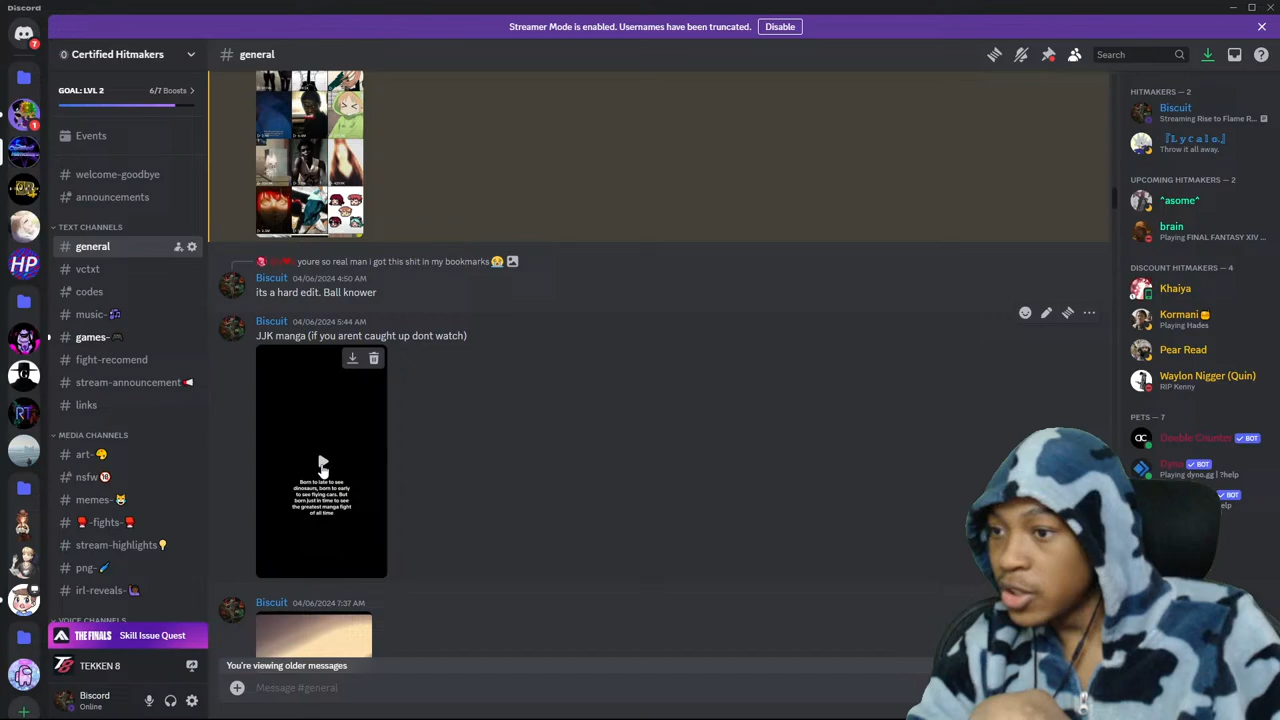 Discord
Streamer Mode is enabled. Usernames have been truncated.
Disable
Certified Hitmakers
general
Search
GOAL: LVL 2
6/7 Boosts
Events
welcome-goodbye
announcements
TEXT CHANNELS
general
vctxt
codes
music-
games-
fight-recomend
stream-announcement
links
MEDIA CHANNELS
art-
nsfw
memes-
-fights-
stream-highlights
png-
irl-reveals-
VOICE CHANNELS
THE FINALS Skill Issue Quest
TEKKEN 8
Biscord
Online
youre so real man i got this shit in my bookmarks
Biscuit 04/06/2024 4:50 AM
its a hard edit. Ball knower
Biscuit 04/06/2024 5:44 AM
JJK manga (if you arent caught up dont watch)
Born to late to see
dinosaurs, born to early
to see flying cars. But
born just in time to see
the greatest manga fight
of all time
Biscuit 04/06/2024 7:37 AM
You're viewing older messages
Message #general
HITMAKERS — 2
Biscuit
Streaming Rise to Flame R...
『𝕃𝕪𝕔𝕒𝕝𝕠.』
Throw it all away.
UPCOMING HITMAKERS — 2
^asome^
brain
Playing FINAL FANTASY XIV ...
DISCOUNT HITMAKERS — 4
Khaiya
Kormani
Playing Hades
Pear Read
Waylon Nigger (Quin)
RIP Kenny
PETS — 7
Double Counter
BOT
Dyno
BOT
Playing dyno.gg | ?help
BOT